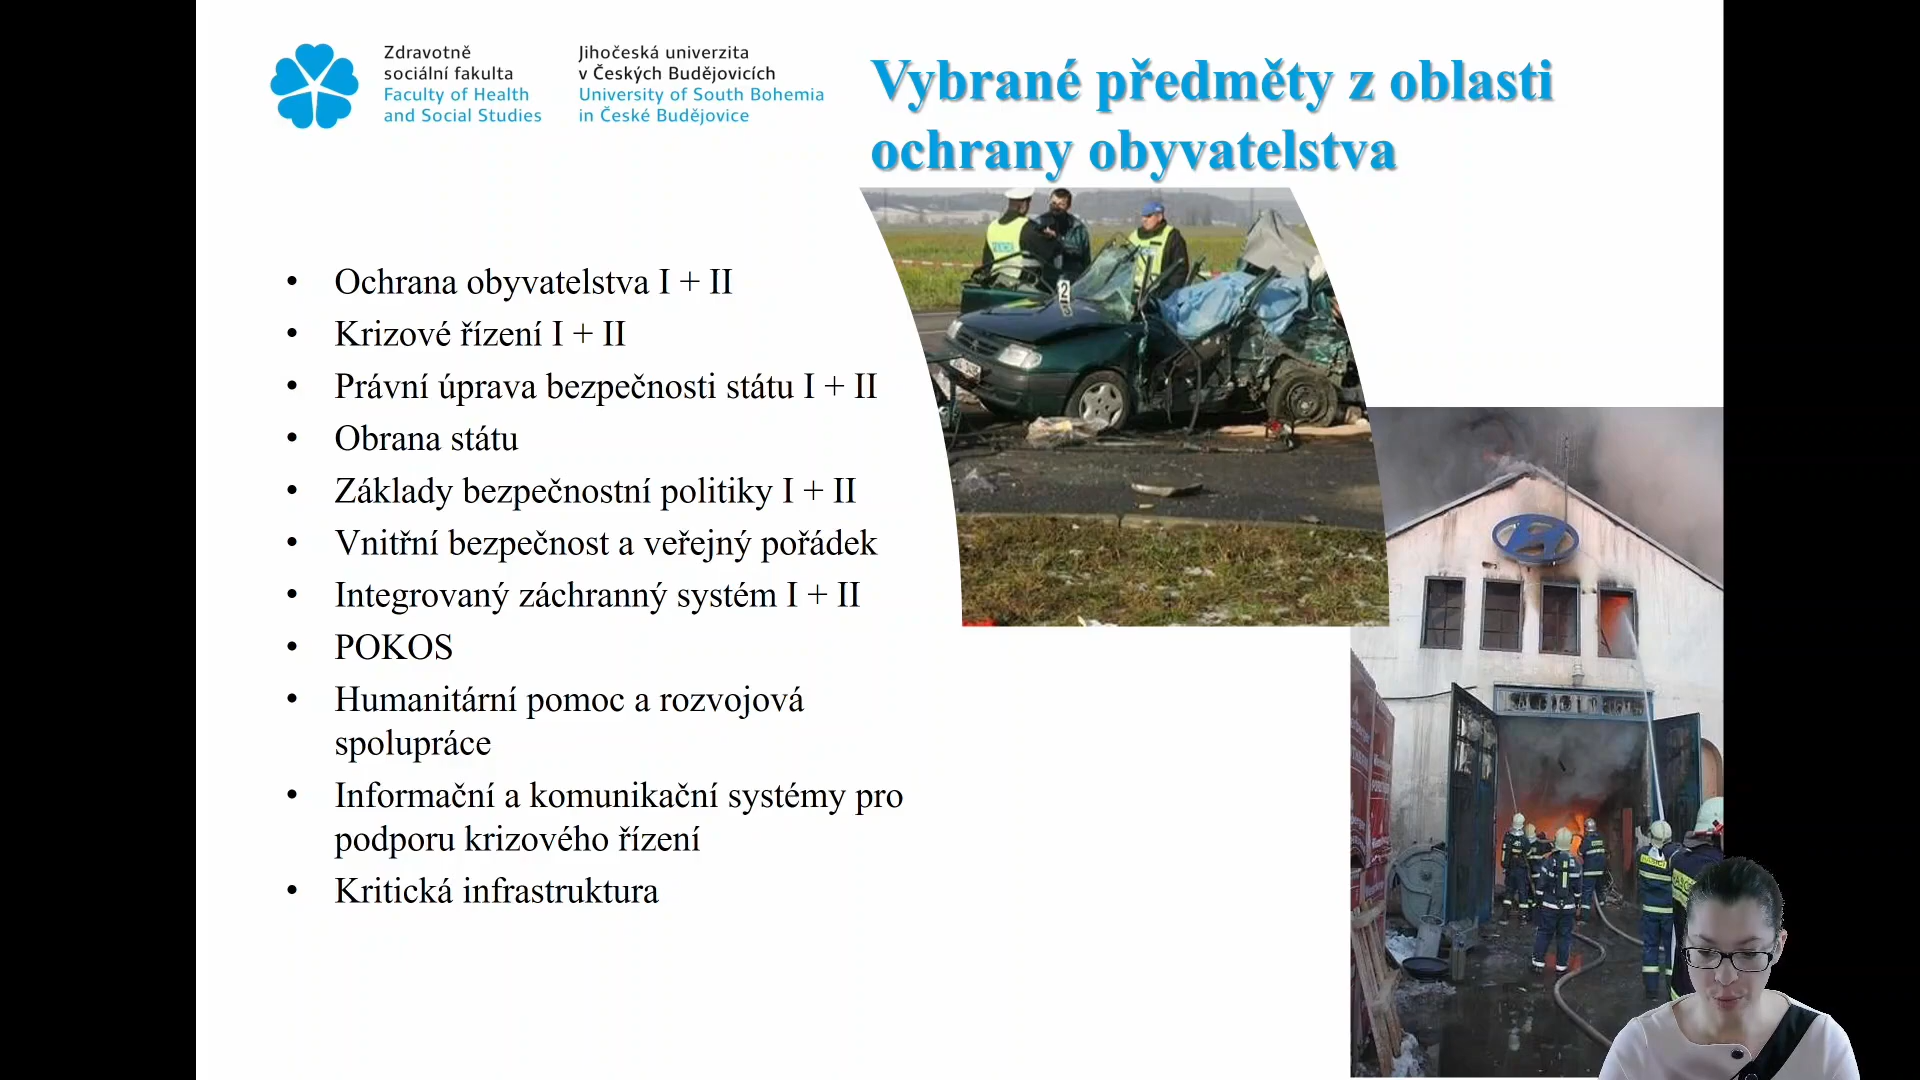 Zdravotně
sociální fakulta
Faculty of Health
and Social Studies
Jihočeská univerzita
v Českých Budějovicích
University of South Bohemia
in České Budějovice
Vybrané předměty z oblasti
ochrany obyvatelstva
• Ochrana obyvatelstva I + II
• Krizové řízení I + II
• Právní úprava bezpečnosti státu I + II
• Obrana státu
• Základy bezpečnostní politiky I + II
• Vnitřní bezpečnost a veřejný pořádek
• Integrovaný záchranný systém I + II
• POKOS
• Humanitární pomoc a rozvojová
spolupráce
• Informační a komunikační systémy pro
podporu krizového řízení
• Kritická infrastruktura
2